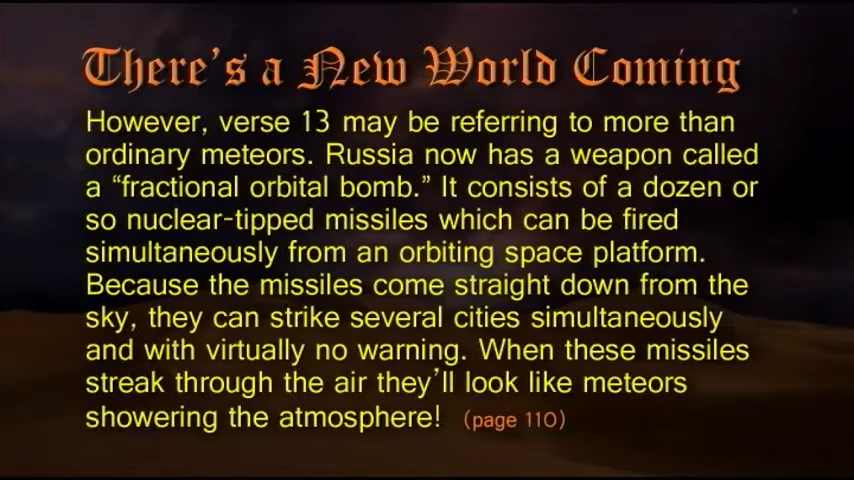 There's a New World Coming
However, verse 13 may be referring to more than
ordinary meteors. Russia now has a weapon called
a “fractional orbital bomb.” It consists of a dozen or
so nuclear-tipped missiles which can be fired
simultaneously from an orbiting space platform.
Because the missiles come straight down from the
sky, they can strike several cities simultaneously
and with virtually no warning. When these missiles
streak through the air they'll look like meteors
showering the atmosphere! (page 110)